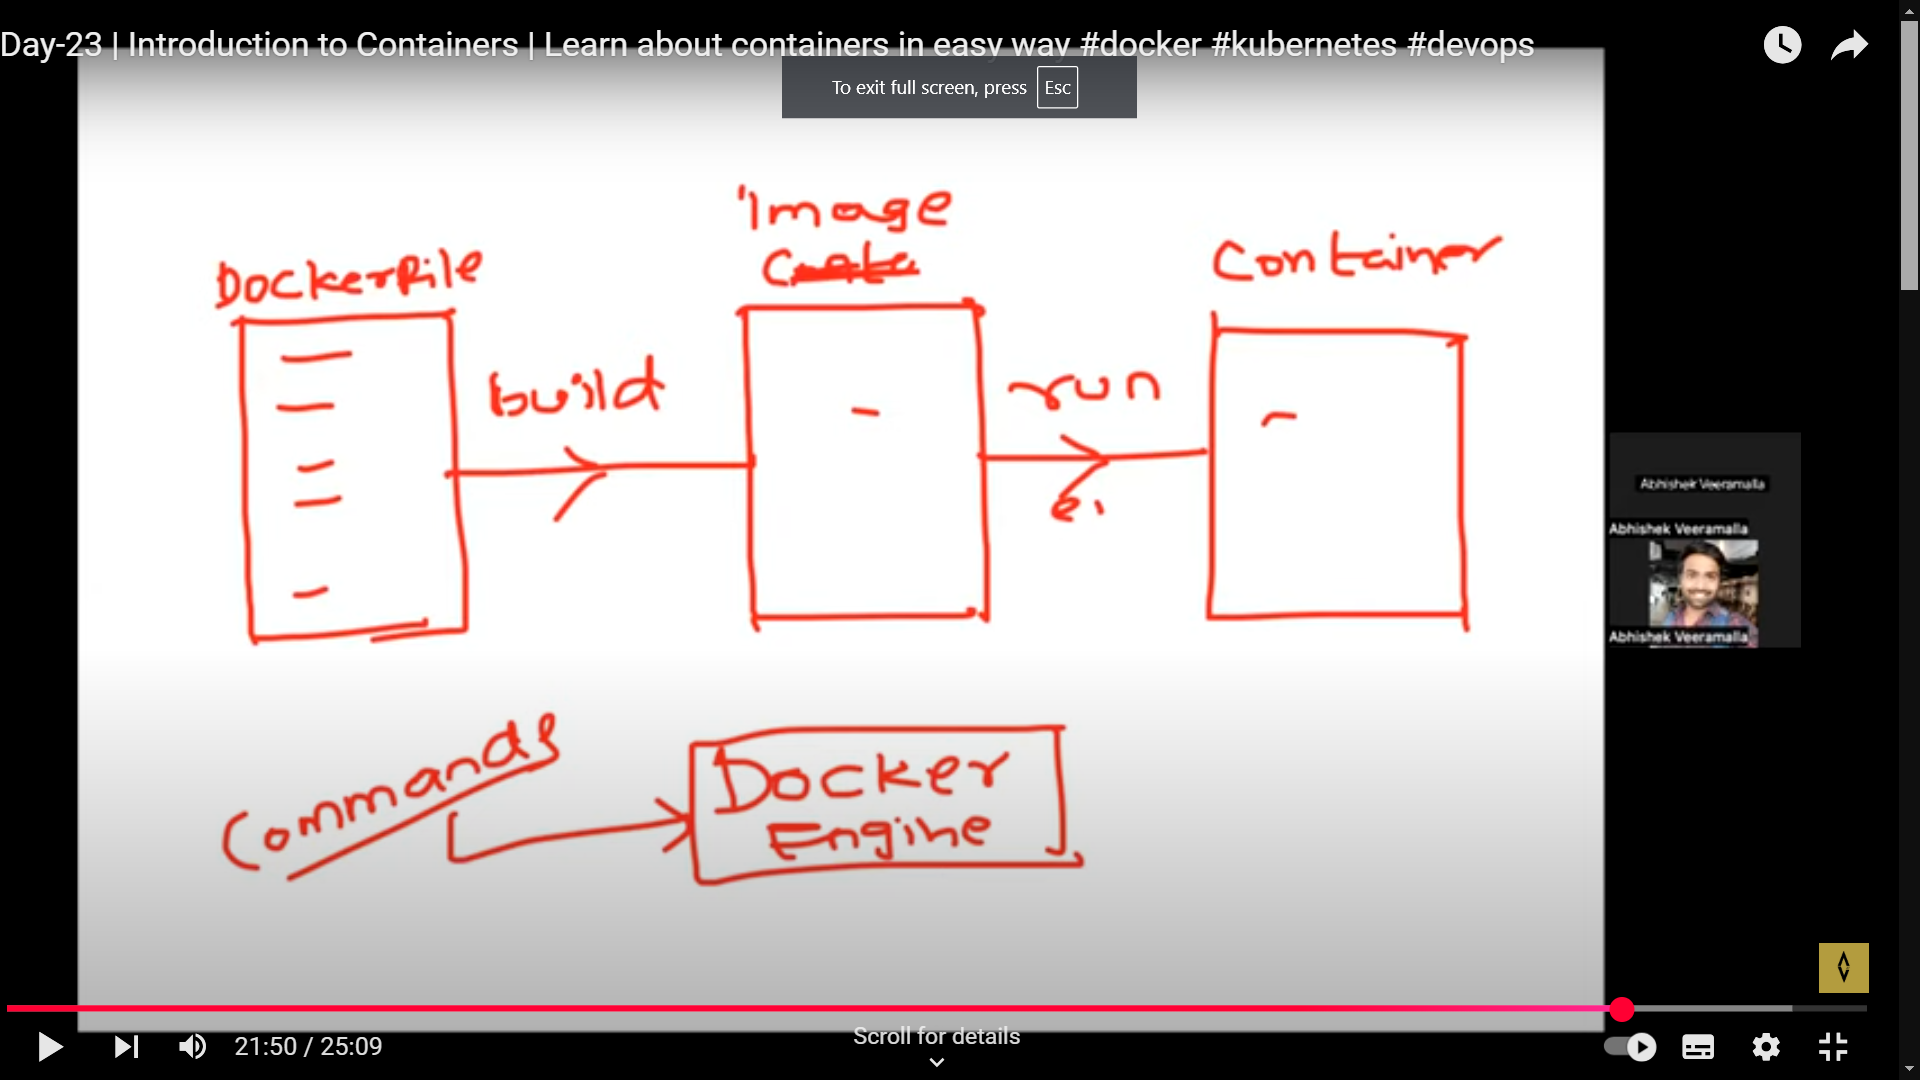 Day-23 | Introduction to Containers | Learn about containers in easy way #docker #kubernetes #devops
To exit full screen, press Esc
Image
Dockerfile
Container
build
run
Abhishek Veeramalla
Abhishek Veeramalla
Abhishek Veeramalla
Commands
Docker
Engine
Scroll for details
21:50 / 25:09